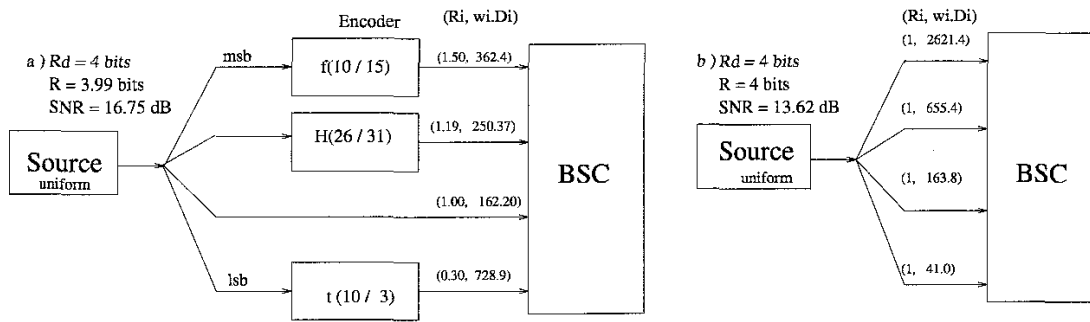 a ) Rd = 4 bits
R = 3.99 bits
SNR = 16.75 dB
Source
uniform
msb
lsb
Encoder
f(10 / 15)
H(26 / 31)
t (10 / 3)
(Ri, wi.Di)
(1.50, 362.4)
(1.19, 250.37)
(1.00, 162.20)
(0.30, 728.9)
BSC
b ) Rd = 4 bits
R = 4 bits
SNR = 13.62 dB
Source
uniform
(Ri, wi.Di)
(1, 2621.4)
(1, 655.4)
(1, 163.8)
(1, 41.0)
BSC